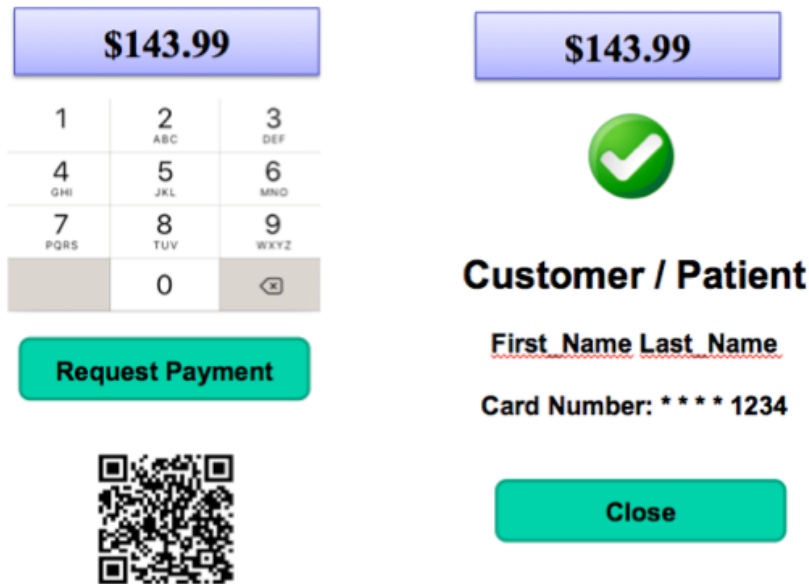 $143.99
1
2
ABC
3
DEF
4
GHI
5
JKL
6
MNO
7
PQRS
8
TUV
9
WXYZ
0
Request Payment
$143.99
Customer / Patient
First_Name Last_Name
Card Number: * * * * 1234
Close